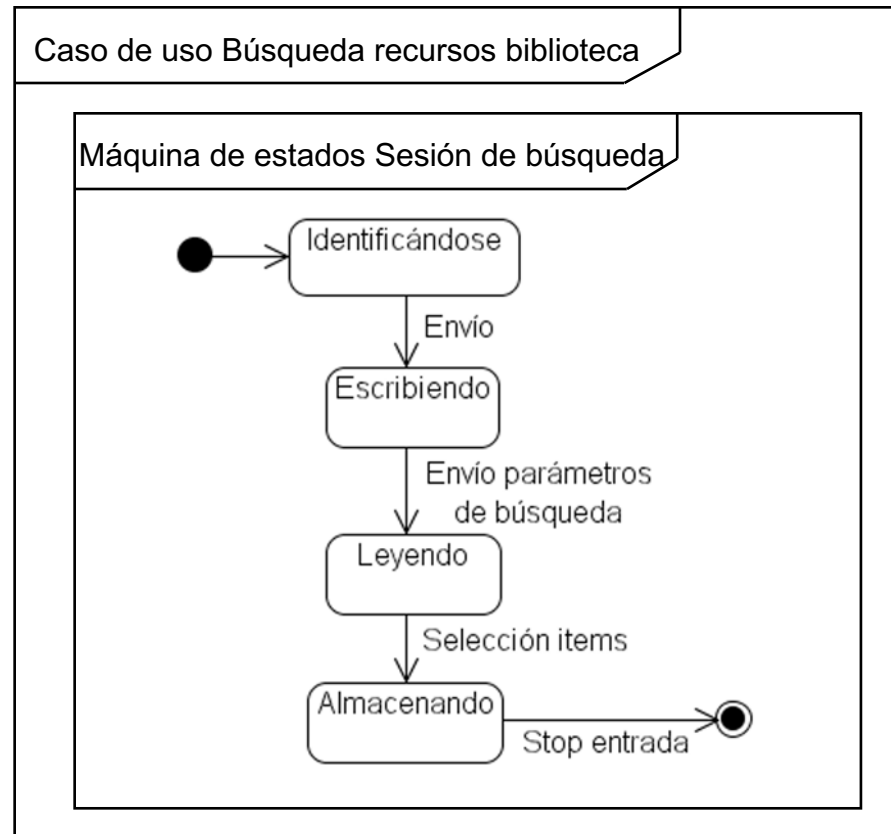 Caso de uso Búsqueda recursos biblioteca
Máquina de estados Sesión de búsqueda
Identificándose
Envío
Escribiendo
Envío parámetros
de búsqueda
Leyendo
Selección items
Almacenando
Stop entrada